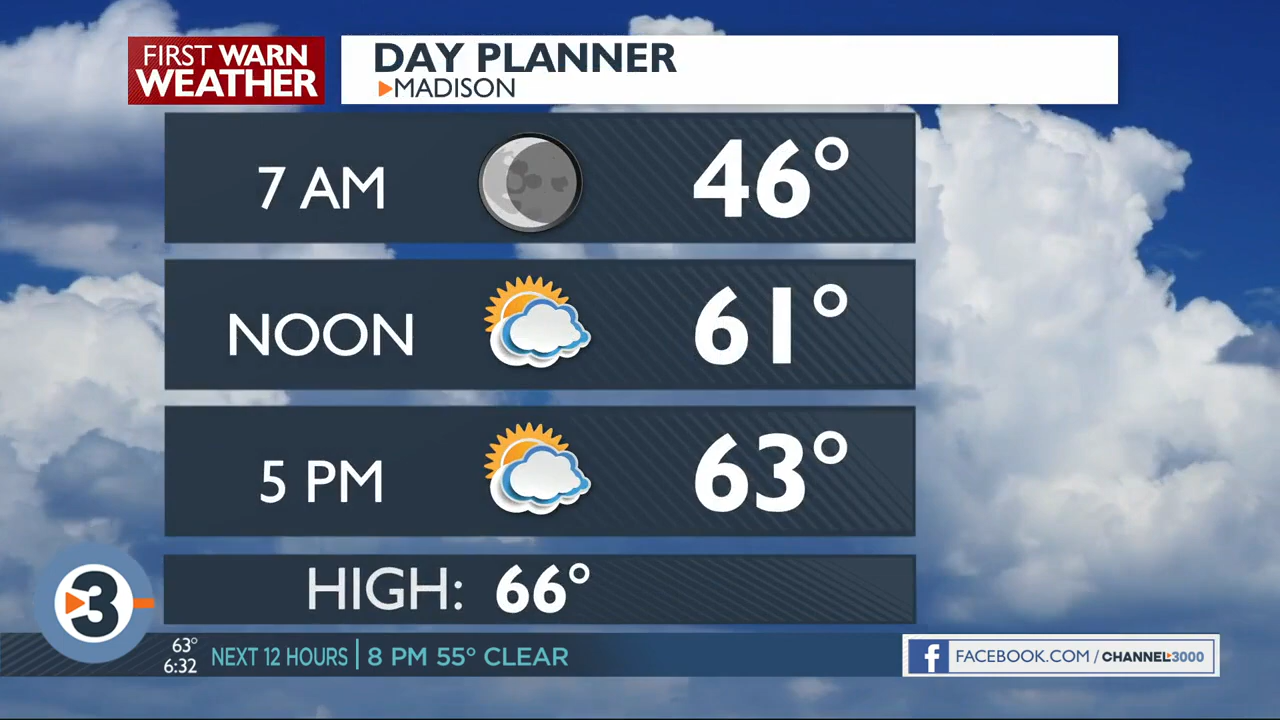 FIRST WARN
WEATHER
DAY PLANNER
MADISON
7 AM 46°
NOON 61°
5 PM 63°
HIGH: 66°
3
63°
6:32
NEXT 12 HOURS | 8 PM 55° CLEAR
f FACEBOOK.COM / CHANNEL3000